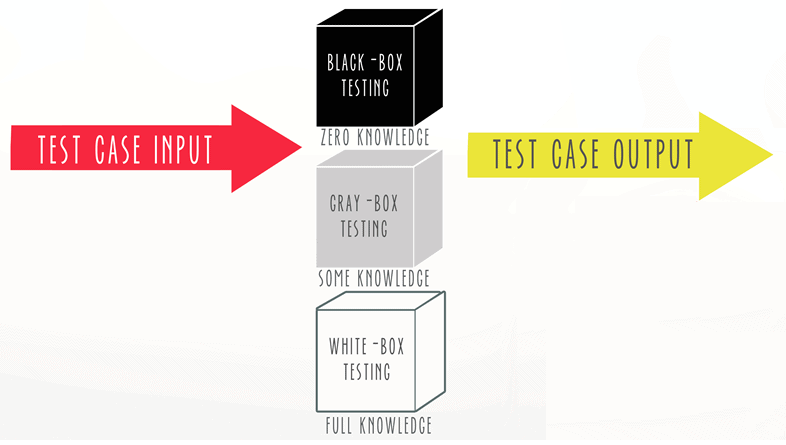 TEST CASE INPUT
BLACK-BOX
TESTING
ZERO KNOWLEDGE
GRAY-BOX
TESTING
SOME KNOWLEDGE
WHITE-BOX
TESTING
FULL KNOWLEDGE
TEST CASE OUTPUT